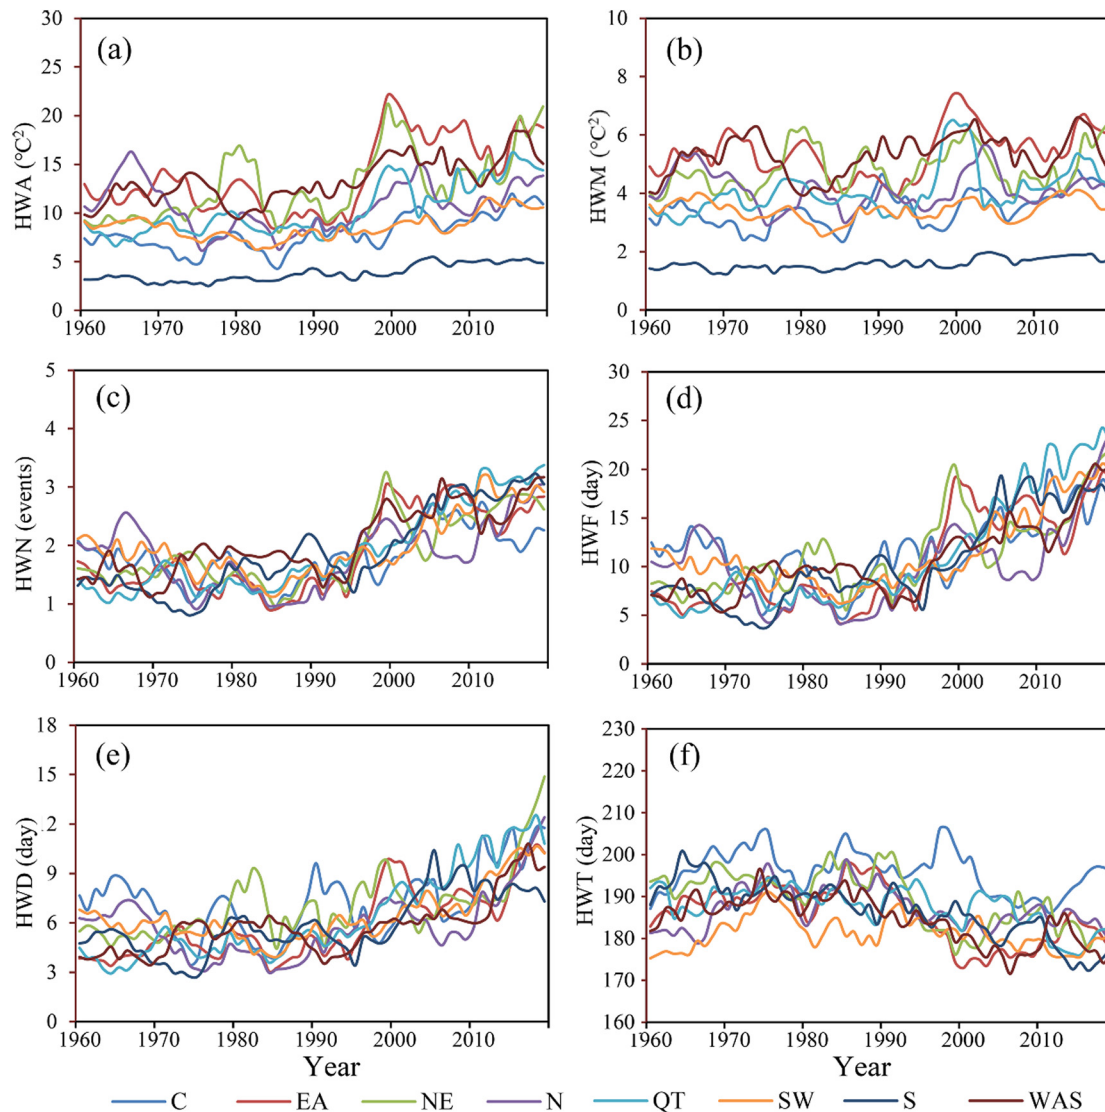 (a)
HWA (°C²)
30
25
20
15
10
5
0
1960 1970 1980 1990 2000 2010
(b)
HWM (°C²)
10
8
6
4
2
0
1960 1970 1980 1990 2000 2010
(c)
HWN (events)
5
4
3
2
1
0
1960 1970 1980 1990 2000 2010
(d)
HWF (day)
30
25
20
15
10
5
0
1960 1970 1980 1990 2000 2010
(e)
HWD (day)
18
15
.2
9
6
3
0
1960 1970 1980 1990 2000 2010
Year
(f)
HWT (day)
230
220
210
200
190
180
170
160
1960 1970 1980 1990 2000 2010
Year
C EA NE N QT SW S WAS